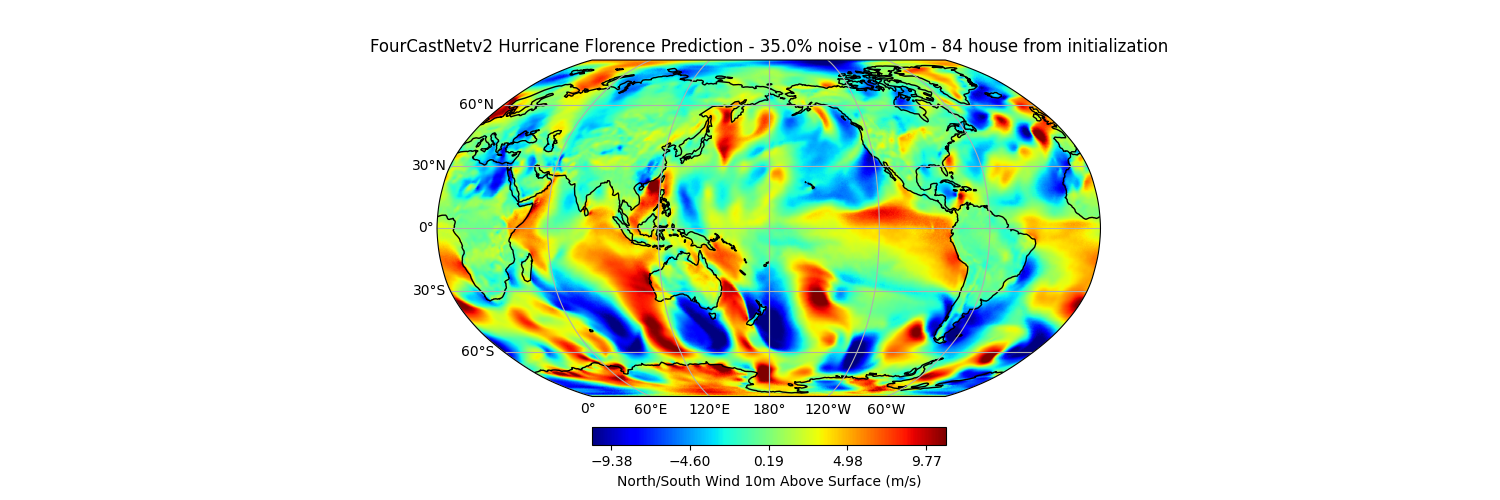 FourCastNetv2 Hurricane Florence Prediction - 35.0% noise - v10m - 84 house from initialization
60°N
30°N
0°
30°S
60°S
0° 60°E 120°E 180° 120°W 60°W
−9.38 −4.60 0.19 4.98 9.77
North/South Wind 10m Above Surface (m/s)